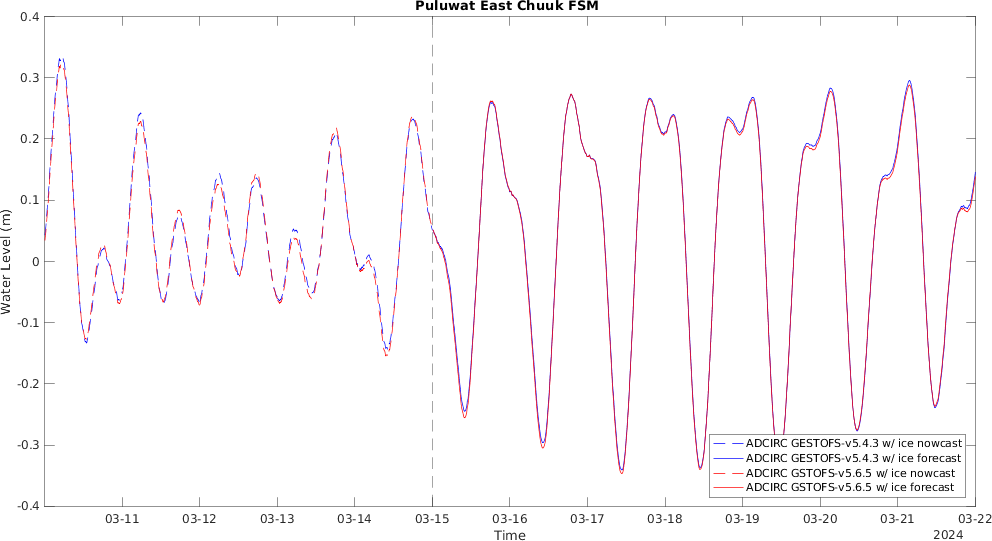 Puluwat East Chuuk FSM
0.4
0.3
0.2
0.1
0
-0.1
-0.2
-0.3
-0.4
Water Level (m)
ADCIRC GESTOFS-v5.4.3 w/ ice nowcast
ADCIRC GESTOFS-v5.4.3 w/ ice forecast
ADCIRC GSTOFS-v5.6.5 w/ ice nowcast
ADCIRC GSTOFS-v5.6.5 w/ ice forecast
03-11 03-12 03-13 03-14 03-15 03-16 03-17 03-18 03-19 03-20 03-21 03-22
Time
2024